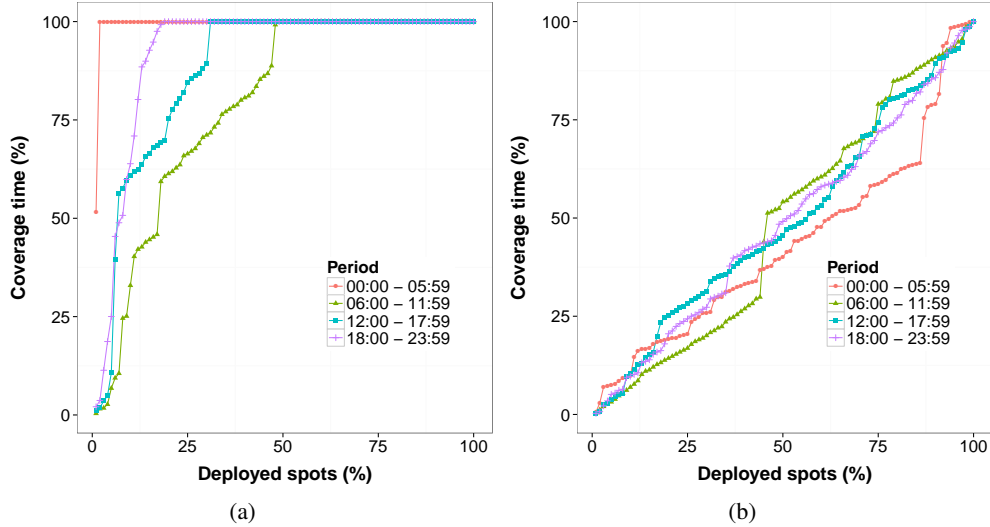 100
75
50
25
0
Coverage time (%)
Period
00:00 − 05:59
06:00 − 11:59
12:00 − 17:59
18:00 − 23:59
0 25 50 75 100
Deployed spots (%)
(a)
100
75
50
25
0
Coverage time (%)
Period
00:00 − 05:59
06:00 − 11:59
12:00 − 17:59
18:00 − 23:59
0 25 50 75 100
Deployed spots (%)
(b)